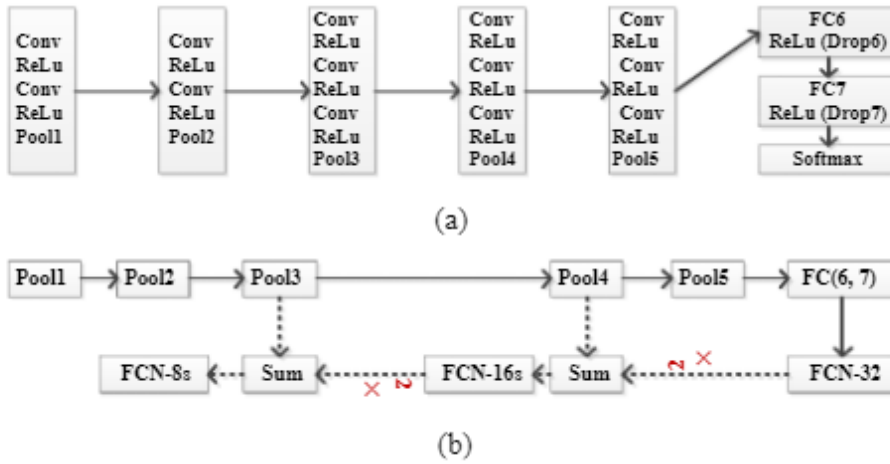 Conv
ReLu
Conv
ReLu
Pool1
Conv
ReLu
Conv
ReLu
Pool2
Conv
ReLu
Conv
ReLu
Conv
ReLu
Pool3
Conv
ReLu
Conv
ReLu
Conv
ReLu
Pool4
Conv
ReLu
Conv
ReLu
Conv
ReLu
Pool5
FC6
ReLu (Drop6)
FC7
ReLu (Drop7)
Softmax
(a)
Pool1
Pool2
Pool3
Pool4
Pool5
FC(6, 7)
FCN-8s
Sum
× 2
FCN-16s
Sum
2 ×
FCN-32
(b)